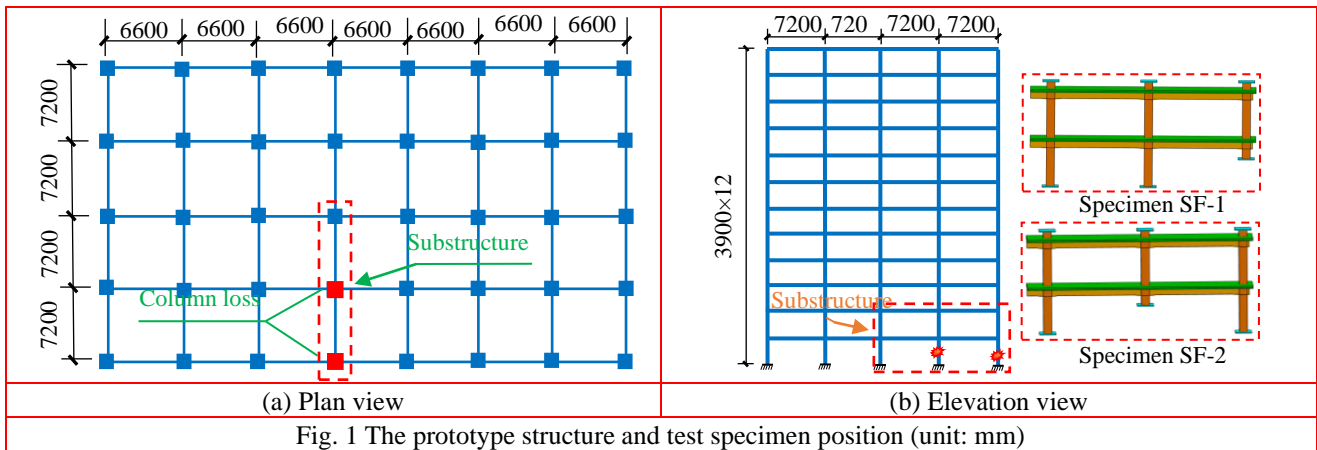 6600 6600 6600 6600 6600 6600 6600
7200
7200
7200
7200
Substructure
Column loss
(a) Plan view
7200 720 7200 7200
3900×12
Substructure
Specimen SF-1
Specimen SF-2
(b) Elevation view
Fig. 1 The prototype structure and test specimen position (unit: mm)